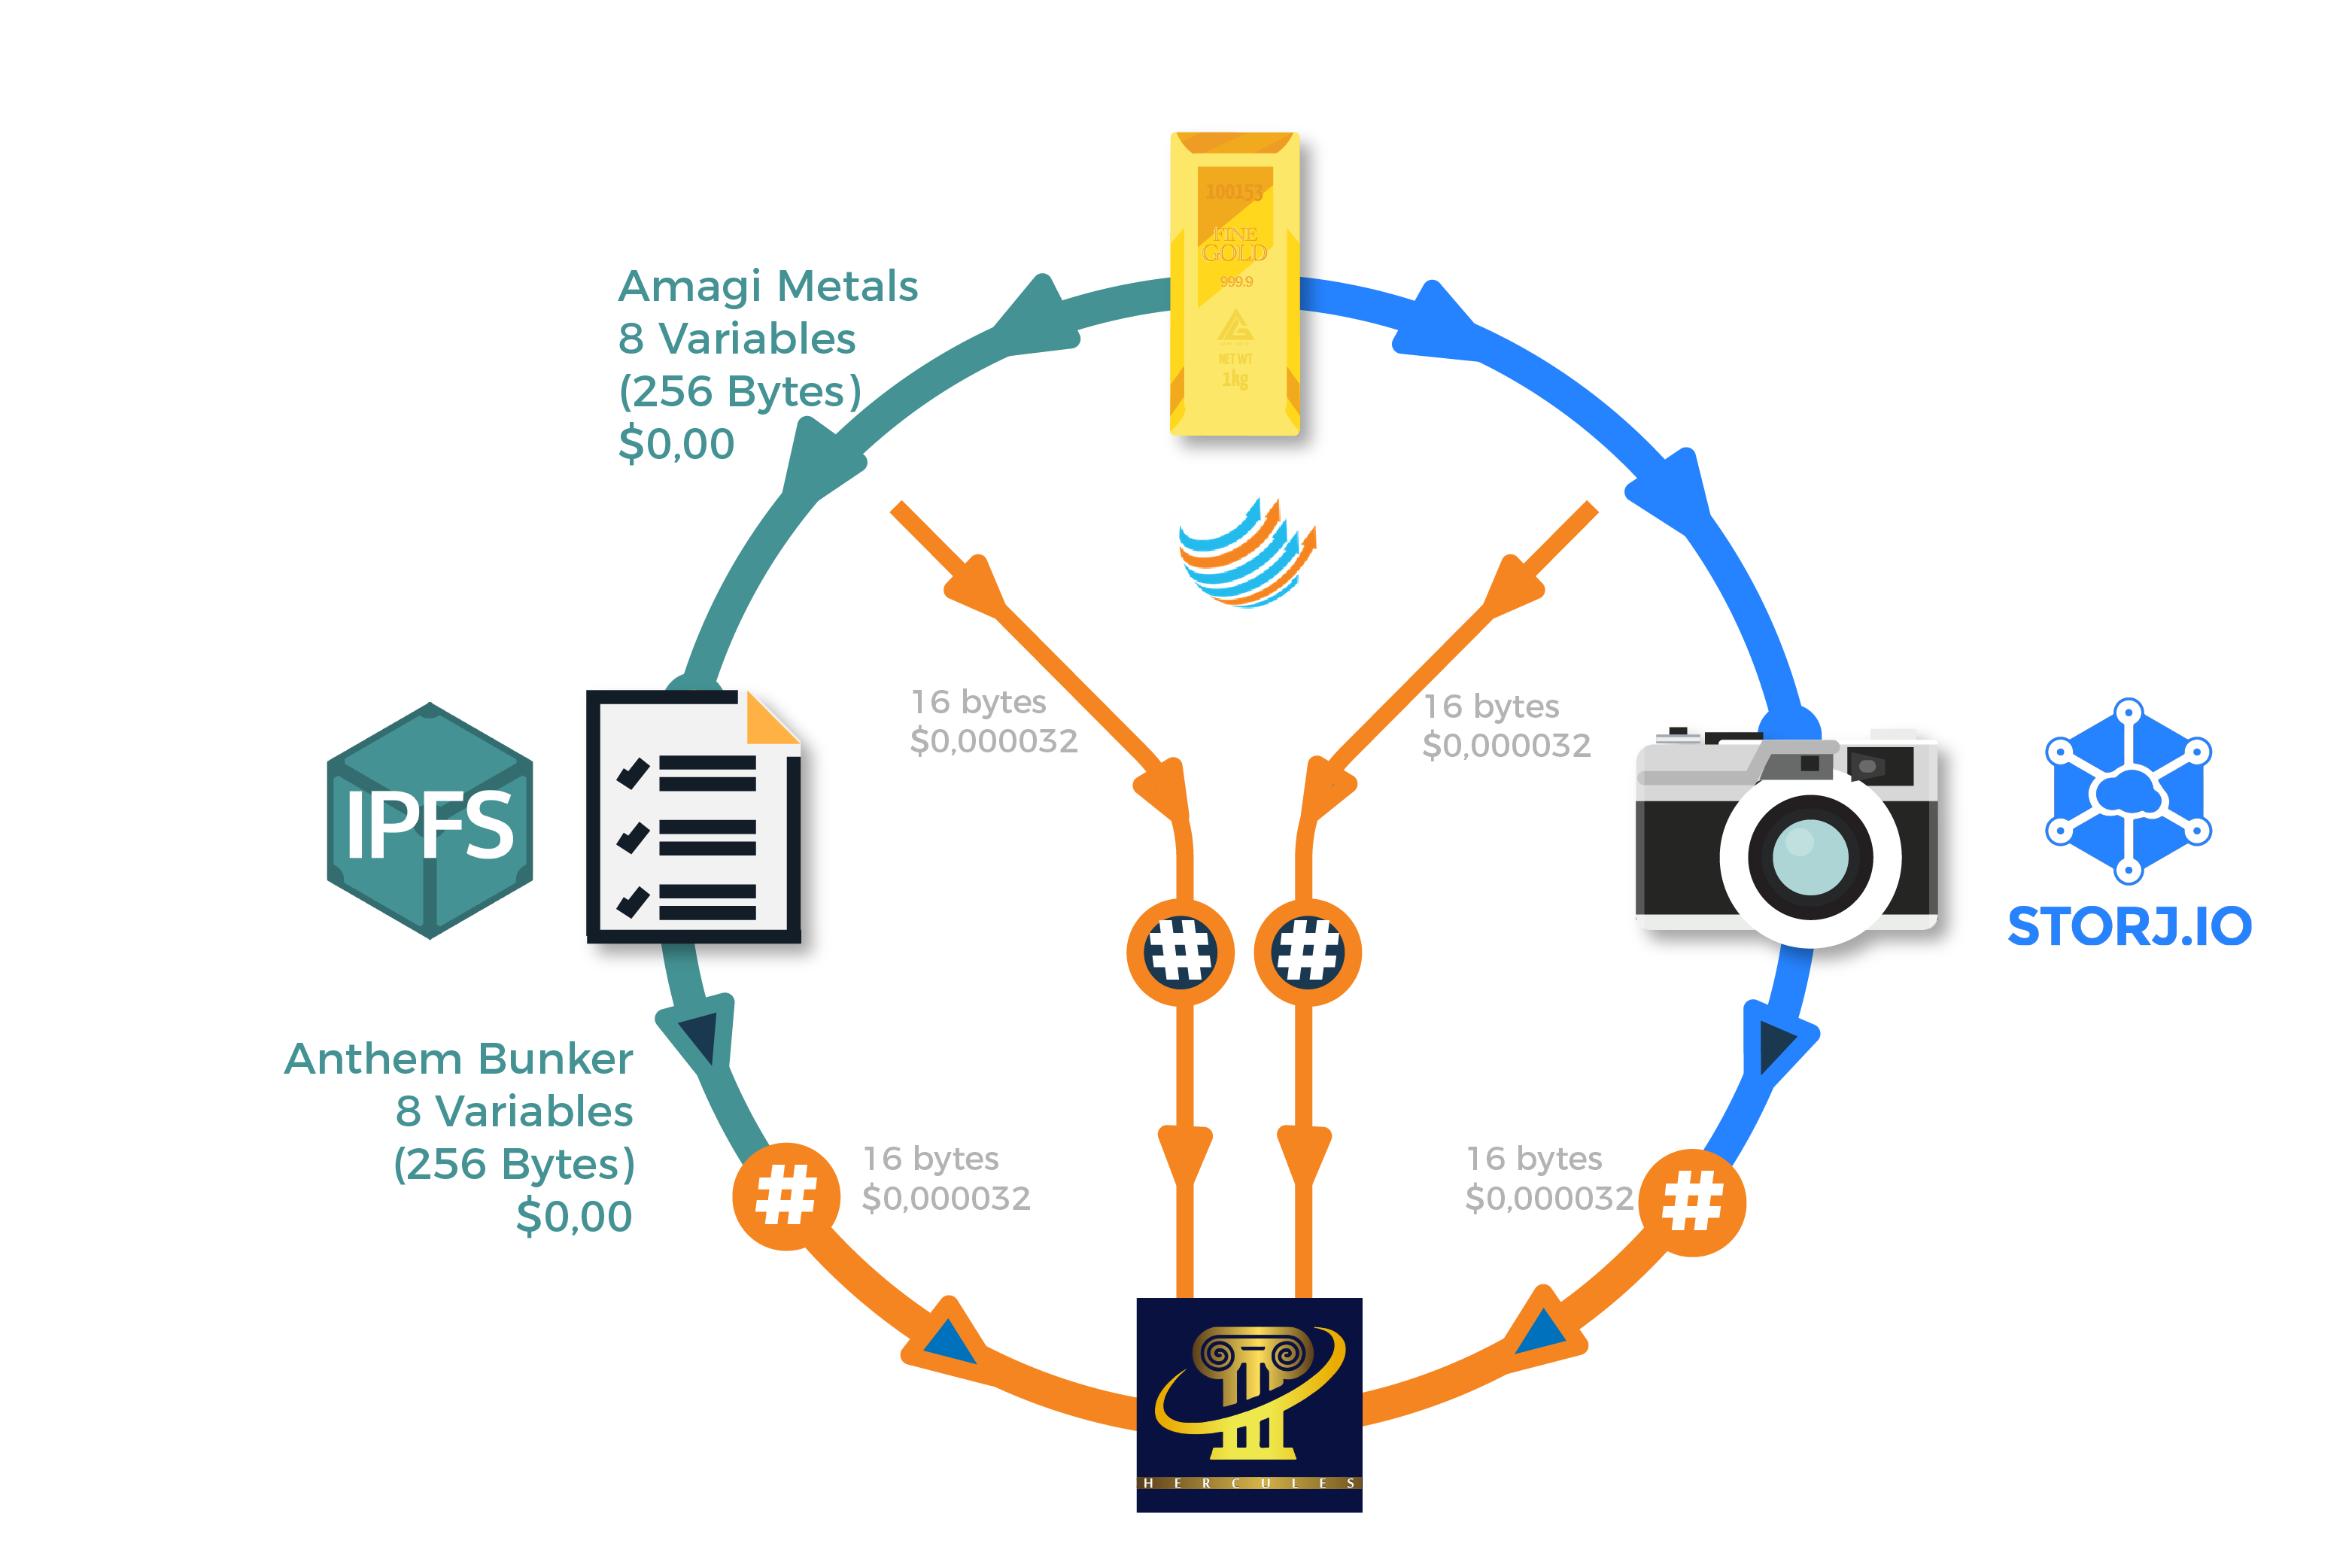 100153
FINE
GOLD
999.9
NET WT
1kg
Amagi Metals
8 Variables
(256 Bytes)
$0,00
16 bytes
$0,000032
16 bytes
$0,000032
IPFS
STORJ.IO
Anthem Bunker
8 Variables
(256 Bytes)
$0,00
#
#
16 bytes
$0,000032
16 bytes
$0,000032
#
#
HERCULES